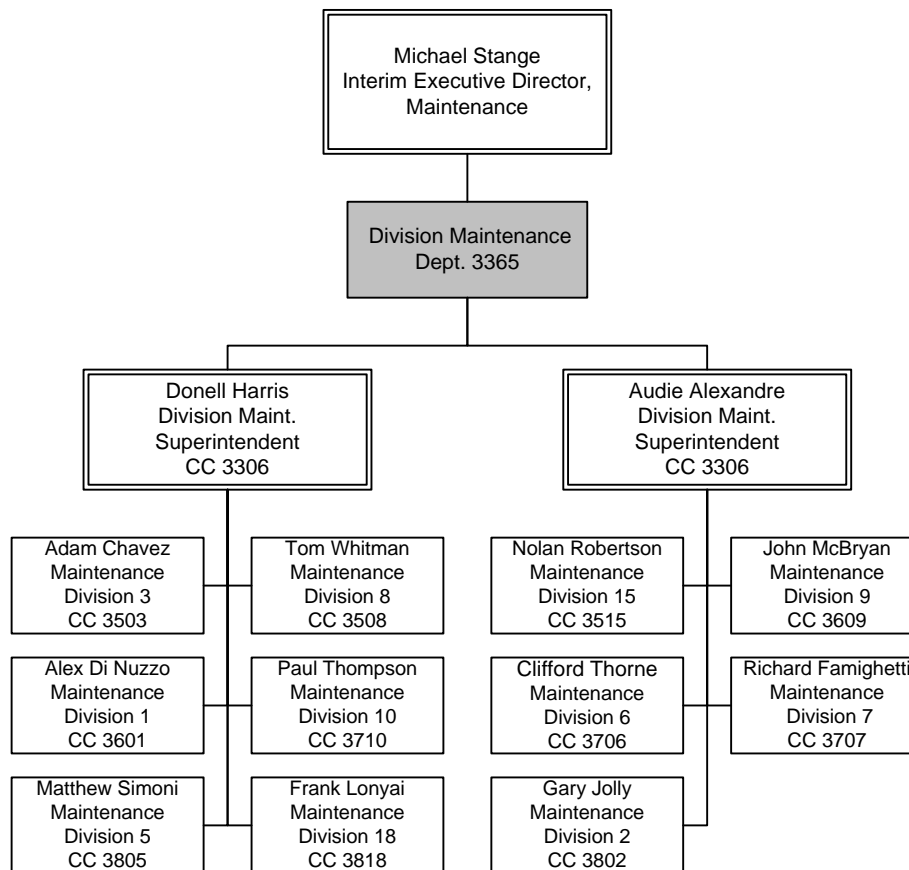 Michael Stange
Interim Executive Director,
Maintenance
Division Maintenance
Dept. 3365
Donell Harris
Division Maint.
Superintendent
CC 3306
Audie Alexandre
Division Maint.
Superintendent
CC 3306
Adam Chavez
Maintenance
Division 3
CC 3503
Tom Whitman
Maintenance
Division 8
CC 3508
Nolan Robertson
Maintenance
Division 15
CC 3515
John McBryan
Maintenance
Division 9
CC 3609
Alex Di Nuzzo
Maintenance
Division 1
CC 3601
Paul Thompson
Maintenance
Division 10
CC 3710
Clifford Thorne
Maintenance
Division 6
CC 3706
Richard Famighetti
Maintenance
Division 7
CC 3707
Matthew Simoni
Maintenance
Division 5
CC 3805
Frank Lonyai
Maintenance
Division 18
CC 3818
Gary Jolly
Maintenance
Division 2
CC 3802